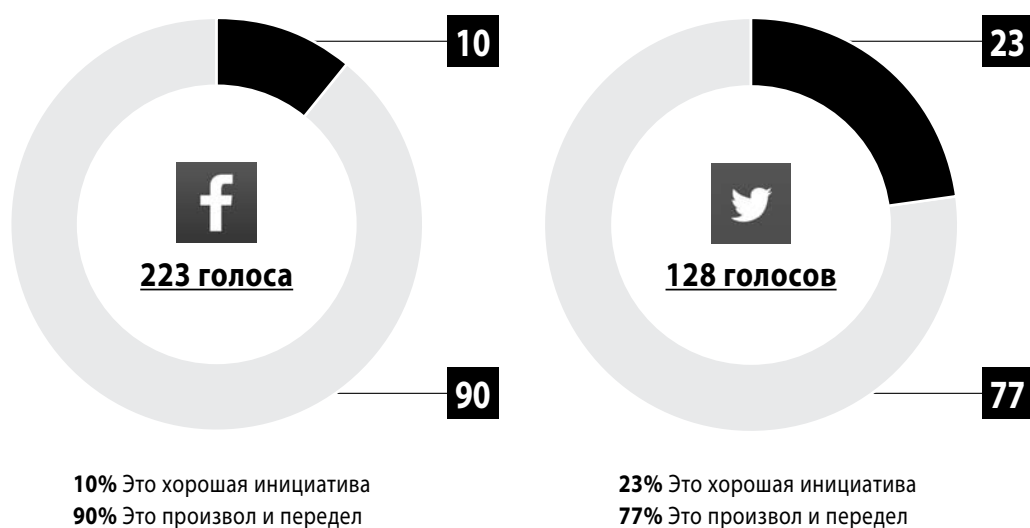 10
223 голоса
90
10% Это хорошая инициатива
90% Это произвол и передел
23
128 голосов
77
23% Это хорошая инициатива
77% Это произвол и передел